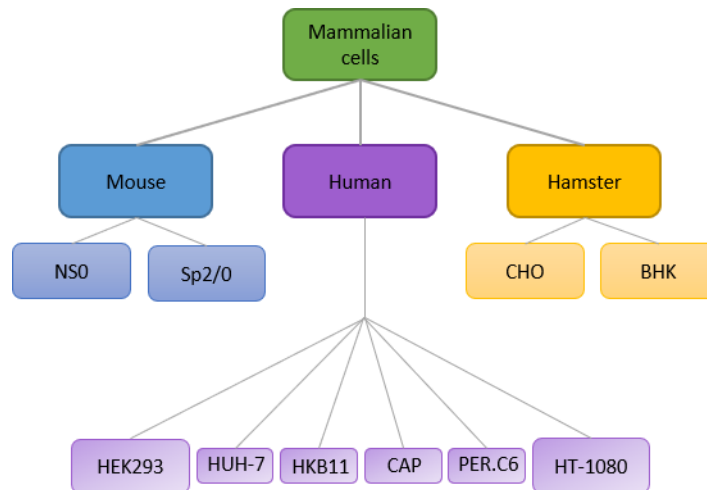 Mammalian
cells
Mouse
Human
Hamster
NS0
Sp2/0
CHO
BHK
HEK293
HUH-7
HKB11
CAP
PER.C6
HT-1080